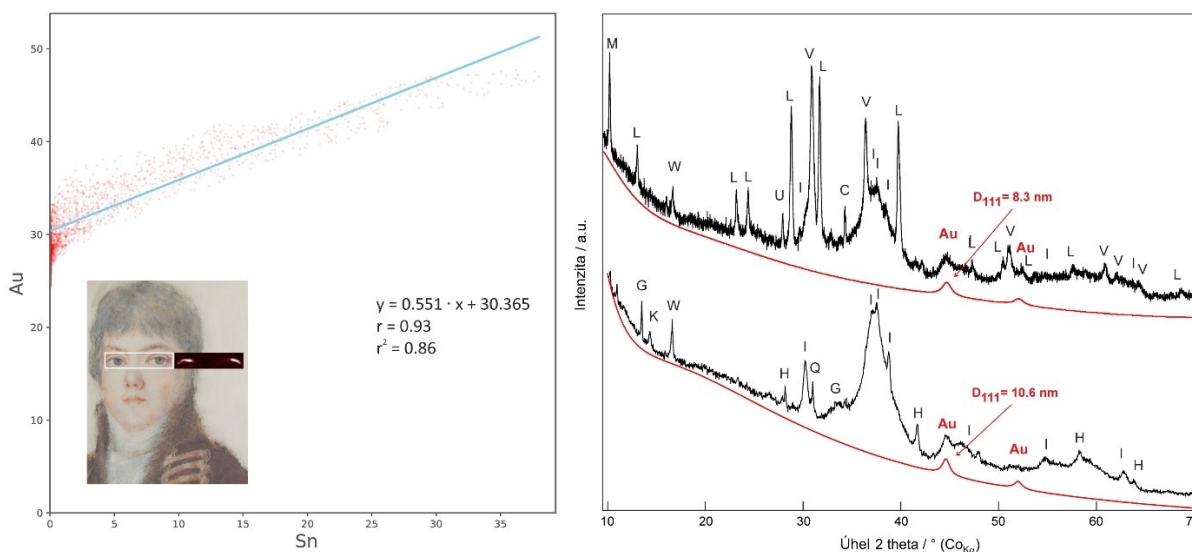 50
40
30
20
10
0
Au
0 5 10 15 20 25 30 35
Sn
y = 0.551 · x + 30.365
r = 0.93
r² = 0.86
M
L
W
L
L
U
L
I
V
L
V
I
I
I
C
L
D₁₁₁= 8.3 nm
Au
L
L
V
Au
L
I
L
V
V
I
V
L
G
K
W
H
I
Q
G
I
I
I
H
D₁₁₁= 10.6 nm
Au
I
Au
I
H
I
H
Intenzita / a.u.
10 20 30 40 50 60
Úhel 2 theta / ° (Co_Kα)